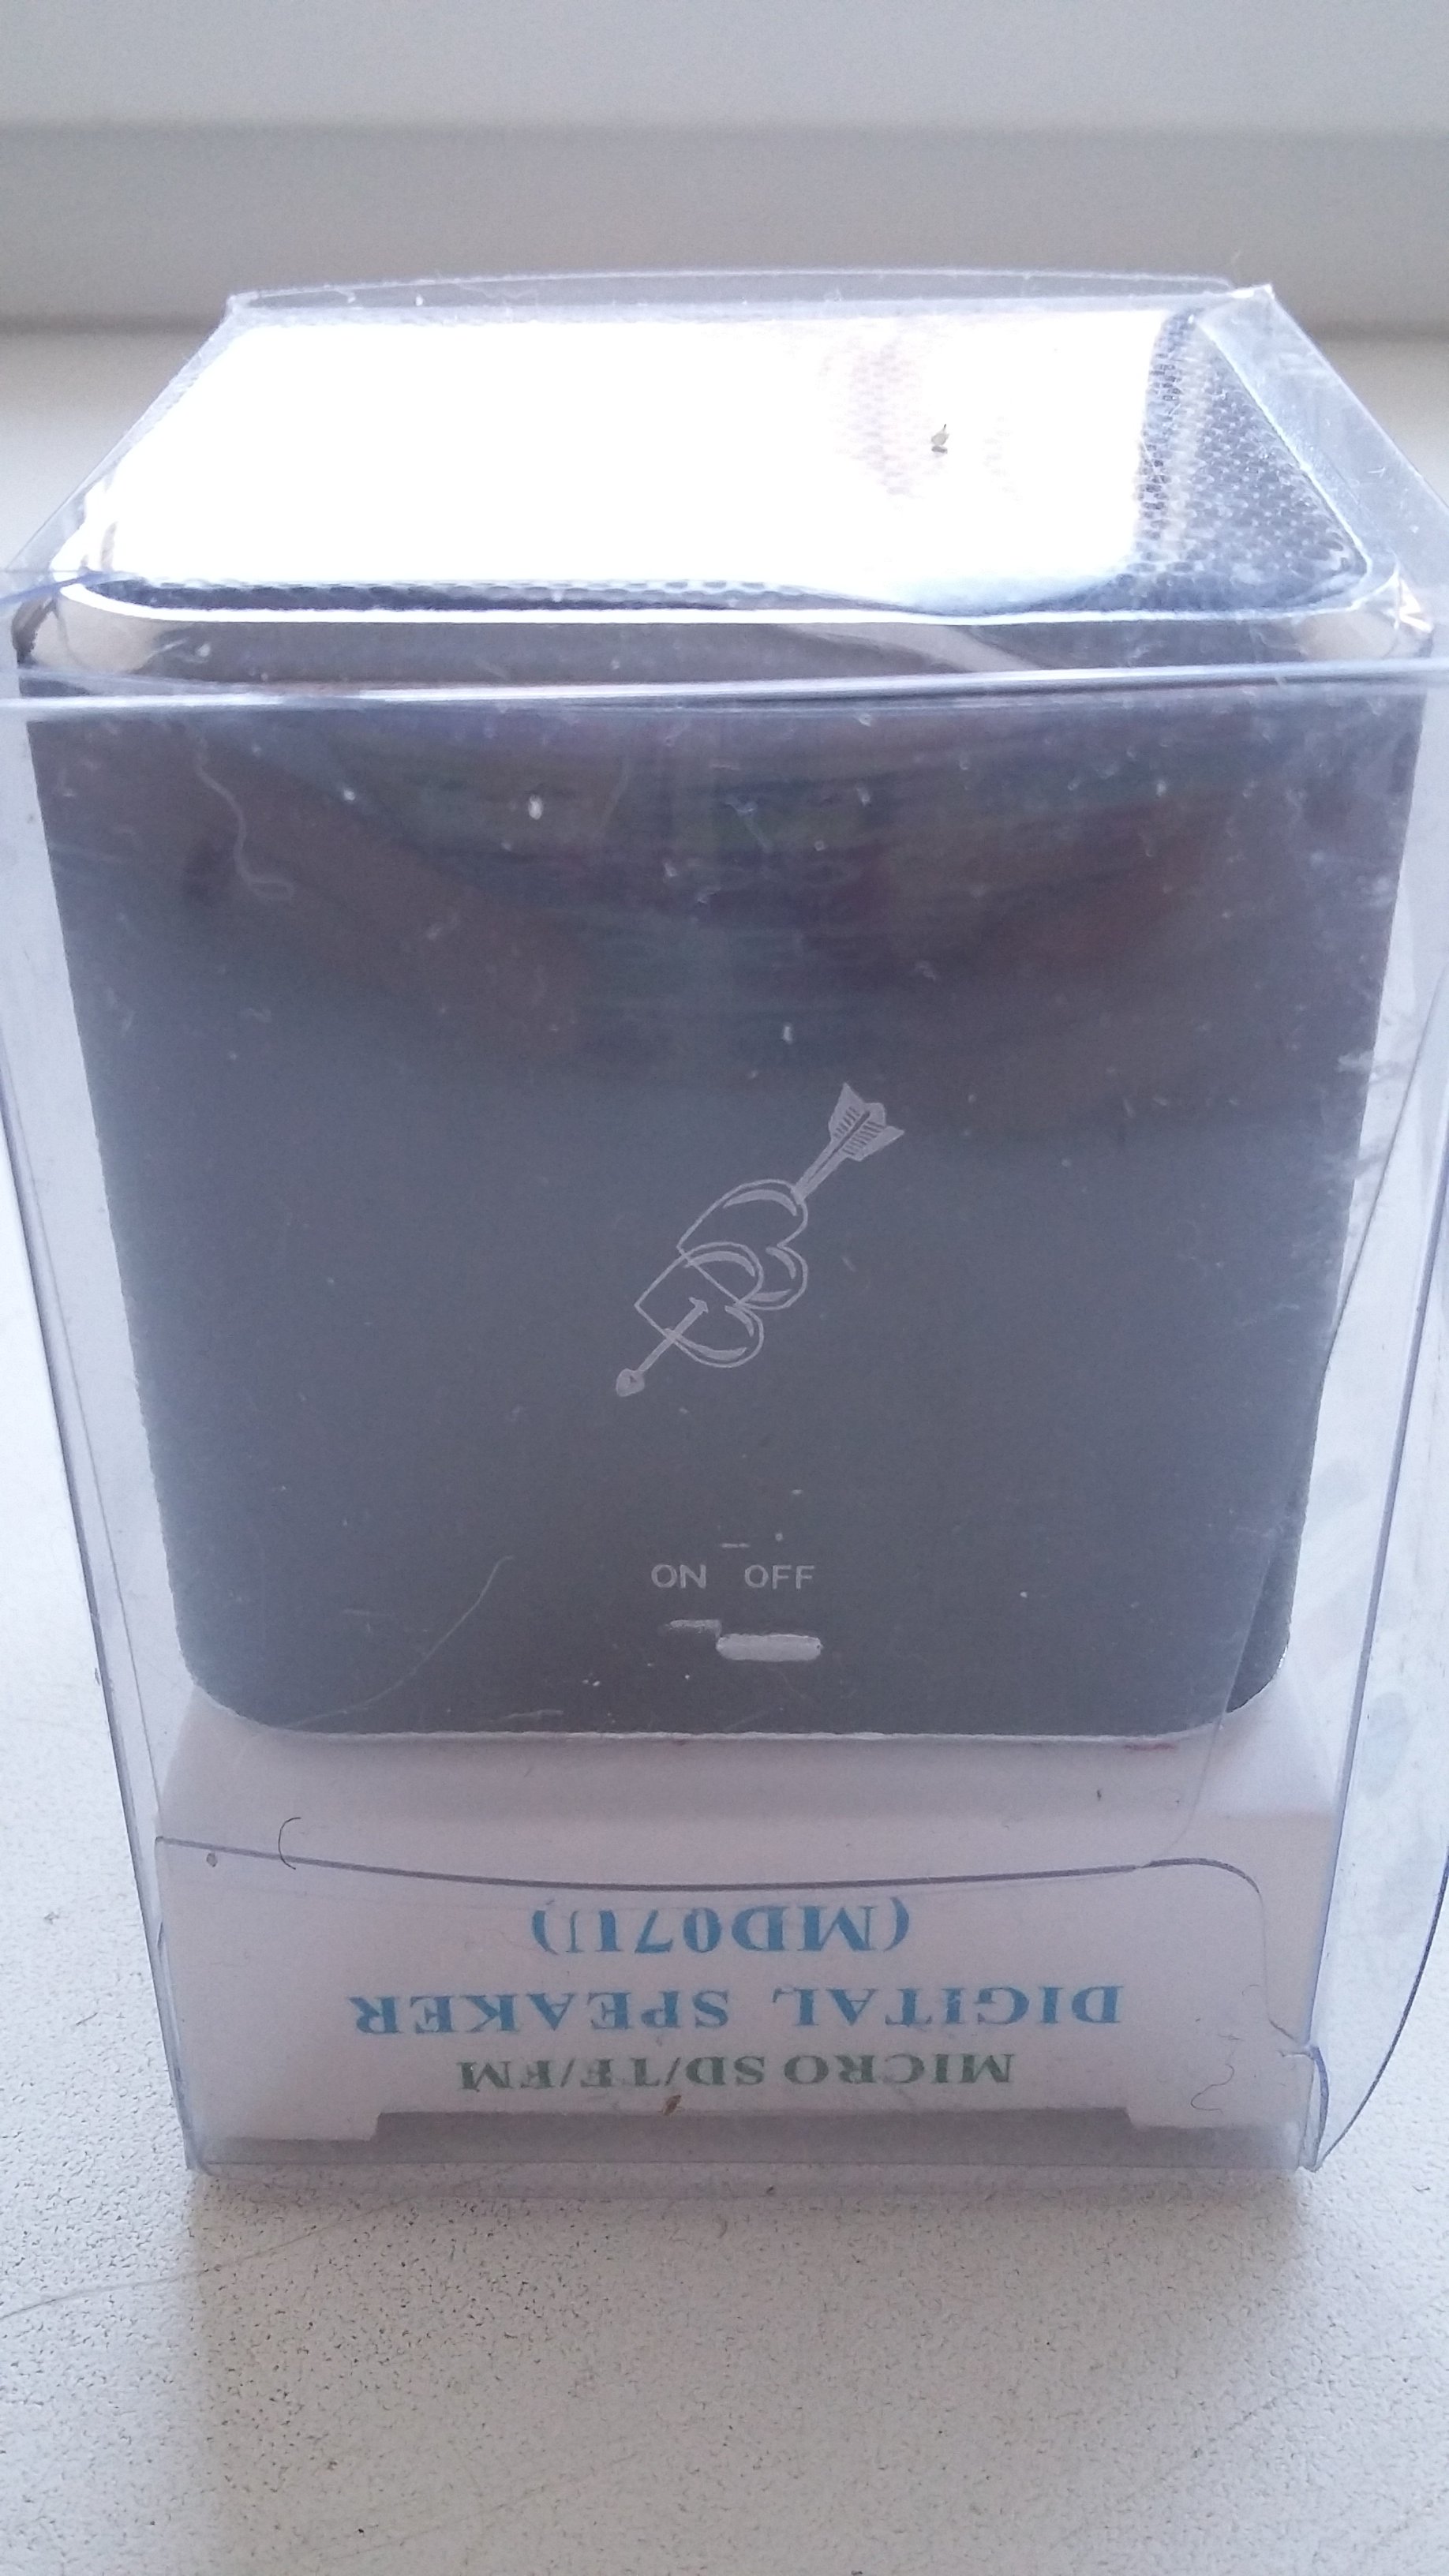 ON OFF
MICRO SD/TF/FM
DIGITAL SPEAKER
(MD07U)